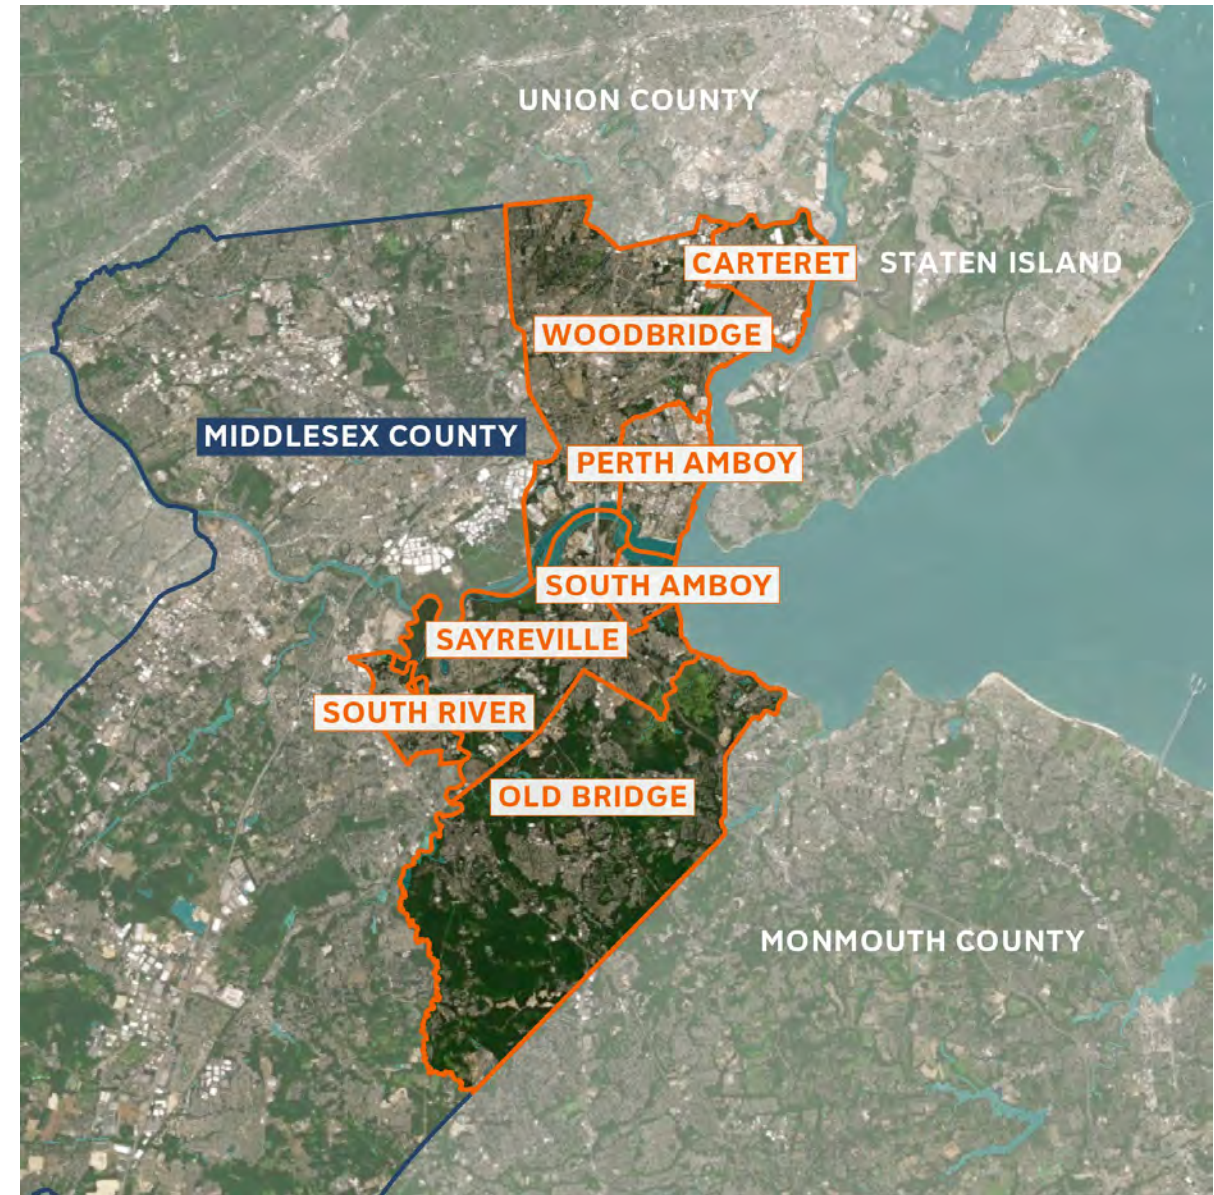 UNION COUNTY
CARTERET
STATEN ISLAND
WOODBRIDGE
MIDDLESEX COUNTY
PERTH AMBOY
SOUTH AMBOY
SAYREVILLE
SOUTH RIVER
OLD BRIDGE
MONMOUTH COUNTY